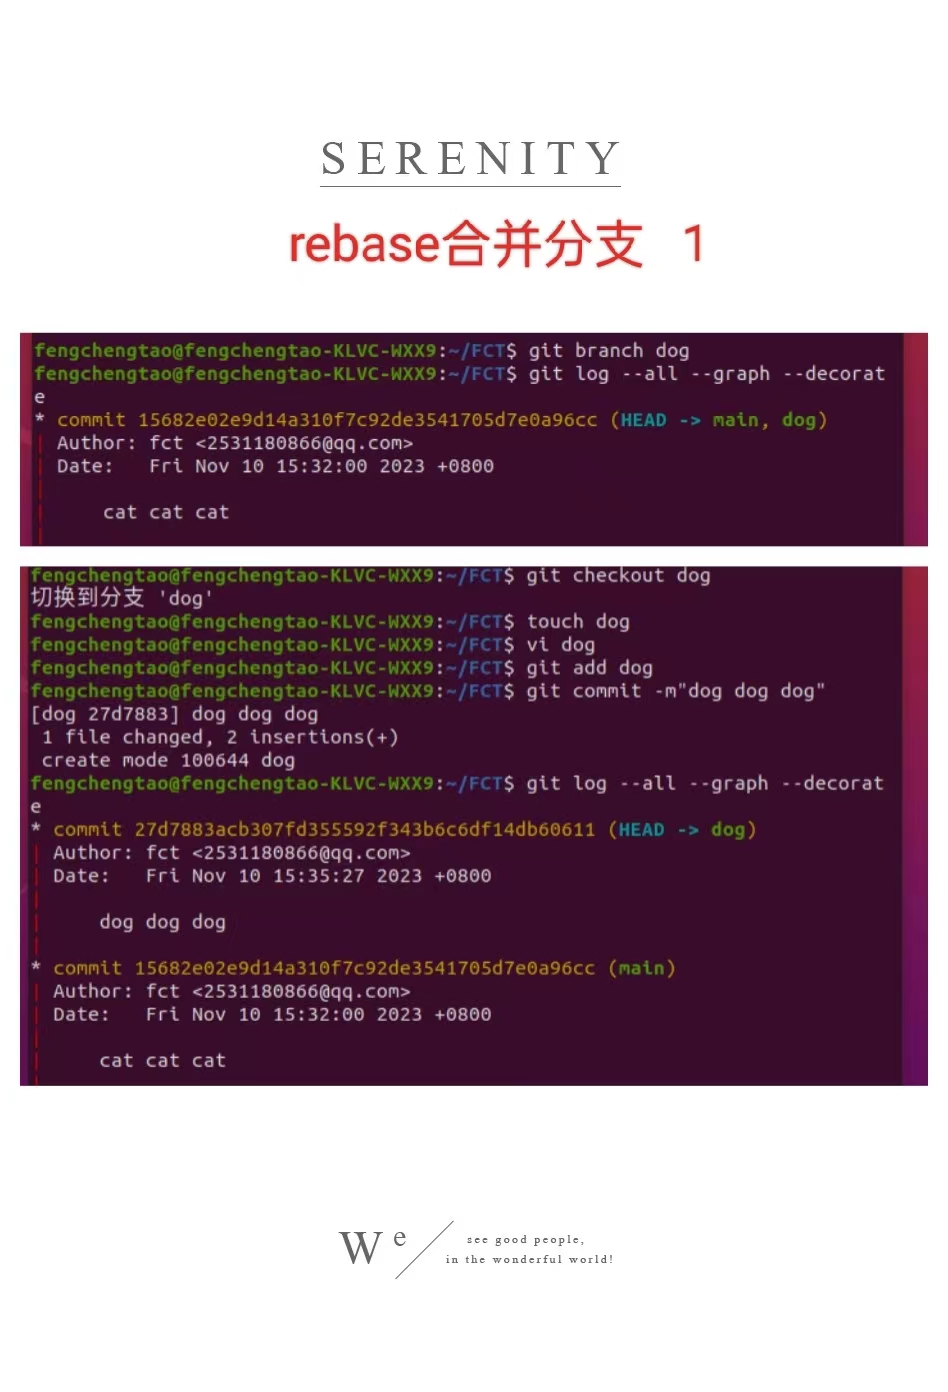 SERENITY
rebase合并分支 1
fengchengtao@fengchengtao-KLVC-WXX9:~/FCT$ git branch dog
fengchengtao@fengchengtao-KLVC-WXX9:~/FCT$ git log --all --graph --decorat
e
* commit 15682e02e9d14a310f7c92de3541705d7e0a96cc (HEAD -> main, dog)
| Author: fct <2531180866@qq.com>
| Date:   Fri Nov 10 15:32:00 2023 +0800
|
|     cat cat cat
|
fengchengtao@fengchengtao-KLVC-WXX9:~/FCT$ git checkout dog
切换到分支 'dog'
fengchengtao@fengchengtao-KLVC-WXX9:~/FCT$ touch dog
fengchengtao@fengchengtao-KLVC-WXX9:~/FCT$ vi dog
fengchengtao@fengchengtao-KLVC-WXX9:~/FCT$ git add dog
fengchengtao@fengchengtao-KLVC-WXX9:~/FCT$ git commit -m"dog dog dog"
[dog 27d7883] dog dog dog
 1 file changed, 2 insertions(+)
 create mode 100644 dog
fengchengtao@fengchengtao-KLVC-WXX9:~/FCT$ git log --all --graph --decorat
e
* commit 27d7883acb307fd355592f343b6c6df14db60611 (HEAD -> dog)
| Author: fct <2531180866@qq.com>
| Date:   Fri Nov 10 15:35:27 2023 +0800
|
|     dog dog dog
|
* commit 15682e02e9d14a310f7c92de3541705d7e0a96cc (main)
| Author: fct <2531180866@qq.com>
| Date:   Fri Nov 10 15:32:00 2023 +0800
|
|     cat cat cat
|
We
see good people,
in the wonderful world!